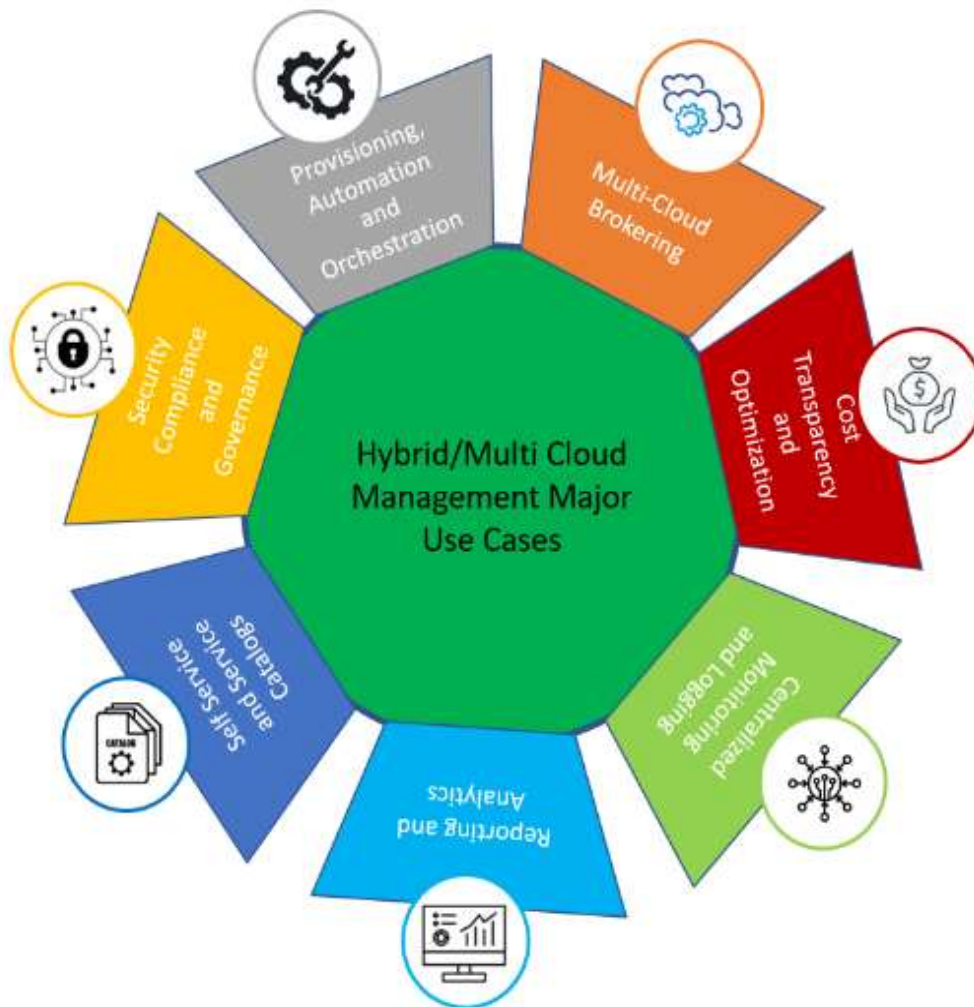 Provisioning,
Automation
and
Orchestration
Multi-Cloud
Brokering
Cost
Transparency
and
Optimization
Centralized
Monitoring
and Logging
Reporting and
Analytics
Self Service
and Service
Catalogs
CATALOG
Security
Compliance
and
Governance
Hybrid/Multi Cloud
Management Major
Use Cases
$